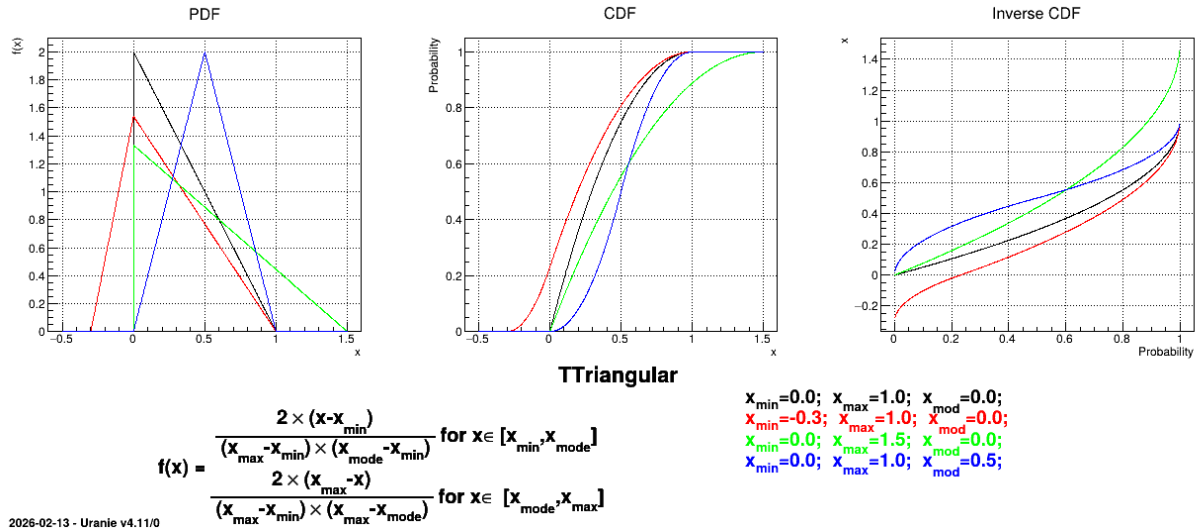 PDF
f(x)
2
1.8
1.6
1.4
1.2
1
0.8
0.6
0.4
0.2
0
−0.5 0 0.5 1 1.5
x
CDF
Probability
1
0.8
0.6
0.4
0.2
0
−0.5 0 0.5 1 1.5
x
Inverse CDF
x
1.4
1.2
1
0.8
0.6
0.4
0.2
0
−0.2
0 0.2 0.4 0.6 0.8 1
Probability
TTriangular
f(x) =
2 × (x-x_min)
(x_max-x_min) × (x_mode-x_min)
for x∈ [x_min,x_mode]
2 × (x_max-x)
(x_max-x_min) × (x_max-x_mode)
for x∈ [x_mode,x_max]
x_min=0.0; x_max=1.0; x_mod=0.0;
x_min=-0.3; x_max=1.0; x_mod=0.0;
x_min=0.0; x_max=1.5; x_mod=0.0;
x_min=0.0; x_max=1.0; x_mod=0.5;
2026-02-13 - Uranie v4.11/0